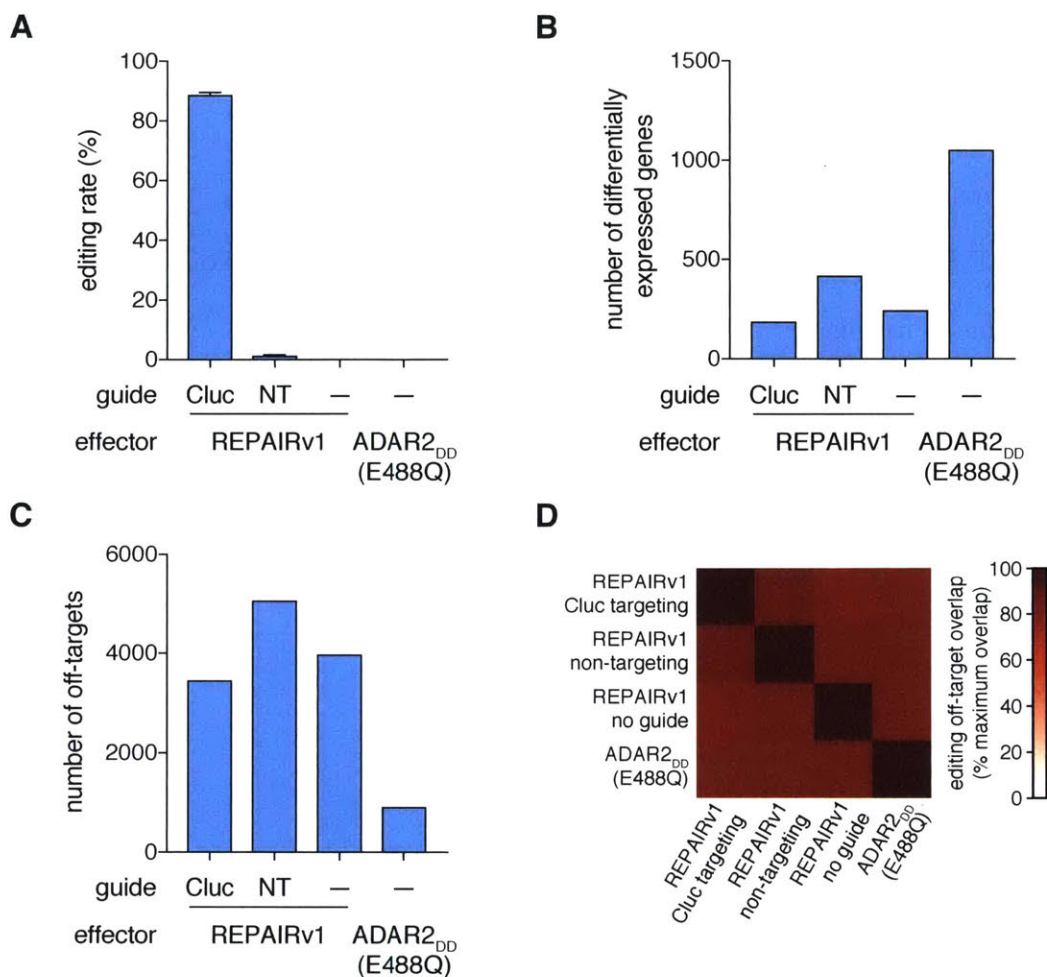 A
100
80
60
40
20
0
editing rate (%)
guide Cluc NT — —
effector REPAIRv1 ADAR2DD
(E488Q)
B
1500
1000
500
0
number of differentially
expressed genes
guide Cluc NT — —
effector REPAIRv1 ADAR2DD
(E488Q)
C
6000
4000
2000
0
number of off-targets
guide Cluc NT — —
effector REPAIRv1 ADAR2DD
(E488Q)
D
REPAIRv1
Cluc targeting
REPAIRv1
non-targeting
REPAIRv1
no guide
ADAR2DD
(E488Q)
REPAIRv1
Cluc targeting
REPAIRv1
non-targeting
REPAIRv1
no guide
ADAR2DD
(E488Q)
editing off-target overlap
(% maximum overlap)
100
80
60
40
20
0